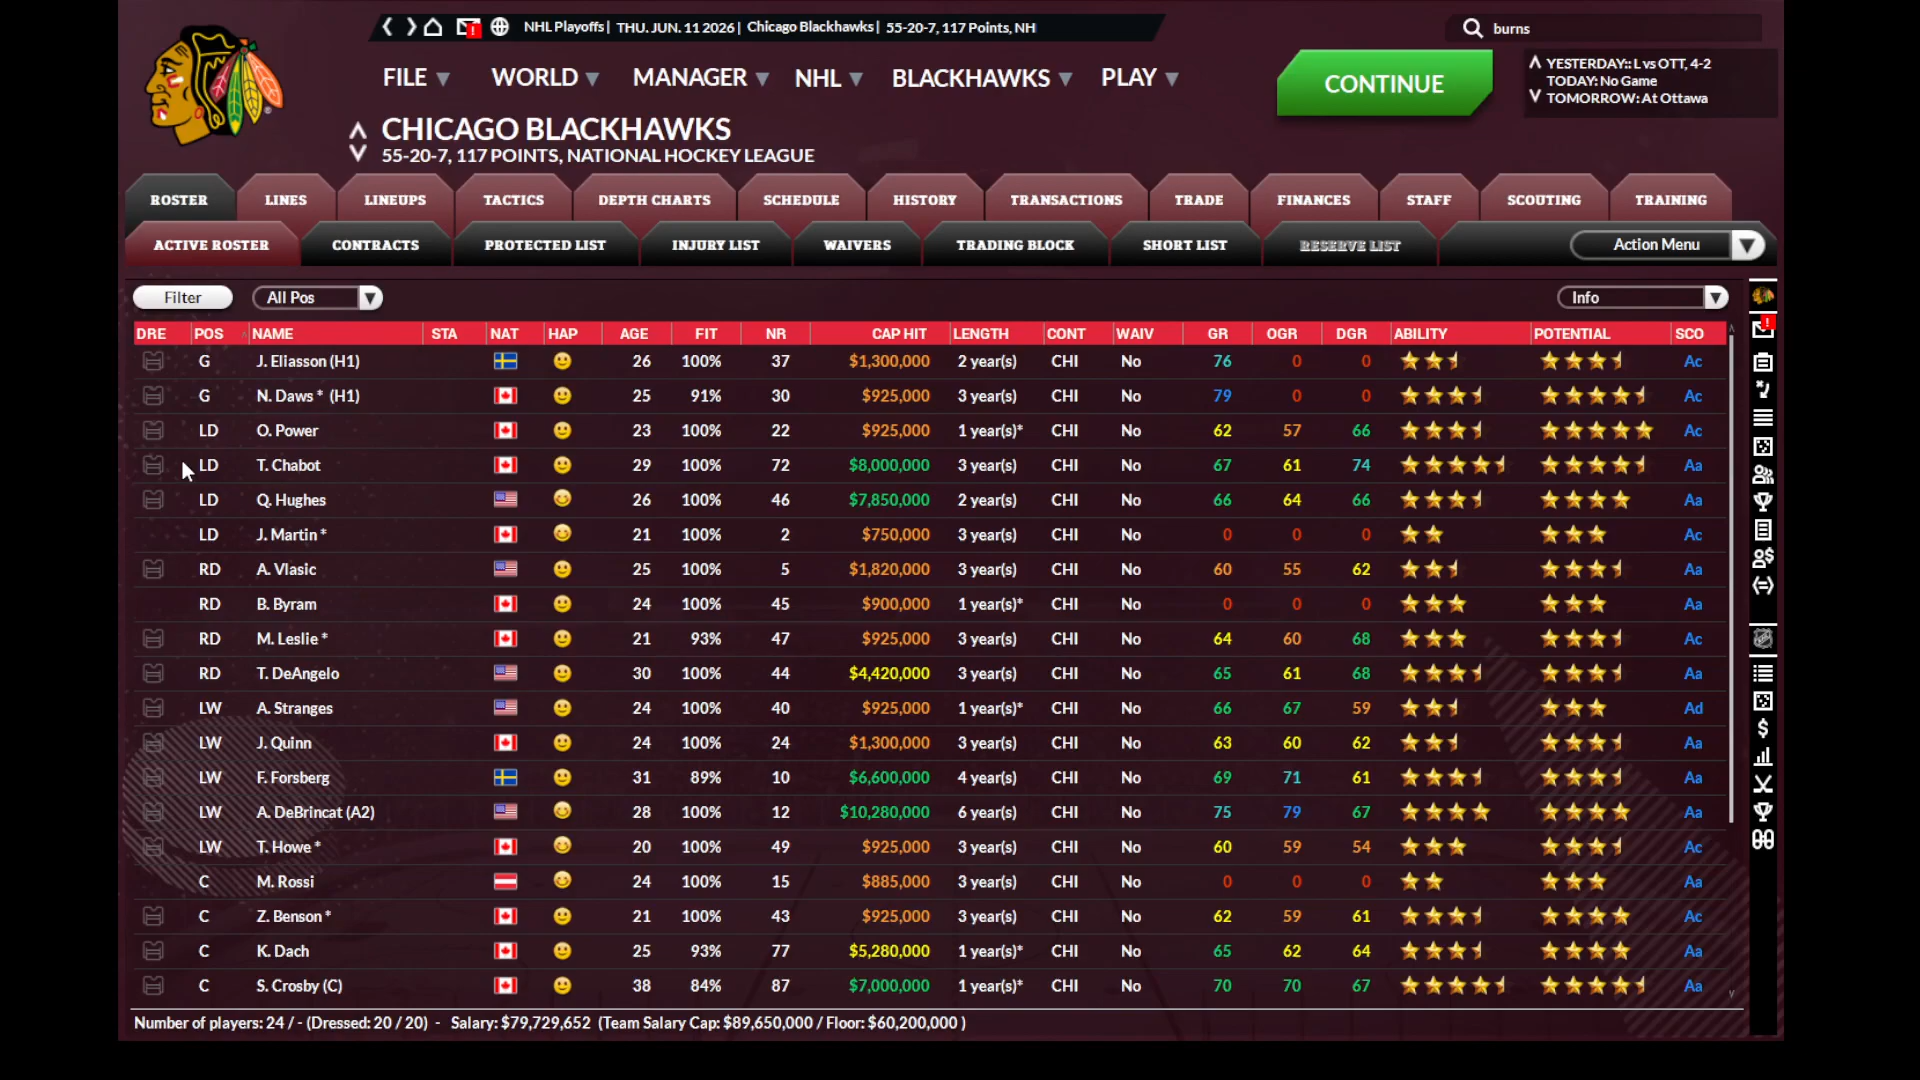 NHL Playoffs| THU. JUN. 11 2026| Chicago Blackhawks| 55-20-7, 117 Points, NH
burns
FILE WORLD MANAGER NHL BLACKHAWKS PLAY
CONTINUE
YESTERDAY:: L vs OTT, 4-2
TODAY: No Game
TOMORROW: At Ottawa
CHICAGO BLACKHAWKS
55-20-7, 117 POINTS, NATIONAL HOCKEY LEAGUE
ROSTER LINES LINEUPS TACTICS DEPTH CHARTS SCHEDULE HISTORY TRANSACTIONS TRADE FINANCES STAFF SCOUTING TRAINING
ACTIVE ROSTER CONTRACTS PROTECTED LIST INJURY LIST WAIVERS TRADING BLOCK SHORT LIST RESERVE LIST Action Menu
Filter All Pos Info
DRE POS NAME STA NAT HAP AGE FIT NR CAP HIT LENGTH CONT WAIV GR OGR DGR ABILITY POTENTIAL SCO
G J. Eliasson (H1) 26 100% 37 $1,300,000 2 year(s) CHI No 76 0 0 Ac
G N. Daws * (H1) 25 91% 30 $925,000 3 year(s) CHI No 79 0 0 Ac
LD O. Power 23 100% 22 $925,000 1 year(s)* CHI No 62 57 66 Ac
LD T. Chabot 29 100% 72 $8,000,000 3 year(s) CHI No 67 61 74 Aa
LD Q. Hughes 26 100% 46 $7,850,000 2 year(s) CHI No 66 64 66 Aa
LD J. Martin * 21 100% 2 $750,000 3 year(s) CHI No 0 0 0 Ac
RD A. Vlasic 25 100% 5 $1,820,000 3 year(s) CHI No 60 55 62 Aa
RD B. Byram 24 100% 45 $900,000 1 year(s)* CHI No 0 0 0 Aa
RD M. Leslie * 21 93% 47 $925,000 3 year(s) CHI No 64 60 68 Ac
RD T. DeAngelo 30 100% 44 $4,420,000 3 year(s) CHI No 65 61 68 Aa
LW A. Stranges 24 100% 40 $925,000 1 year(s)* CHI No 66 67 59 Ad
LW J. Quinn 24 100% 24 $1,300,000 3 year(s) CHI No 63 60 62 Aa
LW F. Forsberg 31 89% 10 $6,600,000 4 year(s) CHI No 69 71 61 Aa
LW A. DeBrincat (A2) 28 100% 12 $10,280,000 6 year(s) CHI No 75 79 67 Aa
LW T. Howe * 20 100% 49 $925,000 3 year(s) CHI No 60 59 54 Ac
C M. Rossi 24 100% 15 $885,000 3 year(s) CHI No 0 0 0 Aa
C Z. Benson * 21 100% 43 $925,000 3 year(s) CHI No 62 59 61 Ac
C K. Dach 25 93% 77 $5,280,000 1 year(s)* CHI No 65 62 64 Aa
C S. Crosby (C) 38 84% 87 $7,000,000 1 year(s)* CHI No 70 70 67 Aa
Number of players: 24 / - (Dressed: 20 / 20) - Salary: $79,729,652 (Team Salary Cap: $89,650,000 / Floor: $60,200,000 )